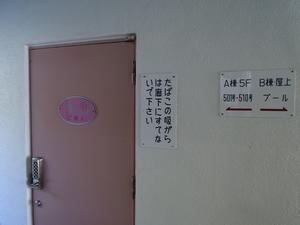 たばこの吸がら
は廊下にすてな
いで下さい
A棟5F B棟屋上
501号-510号 プール